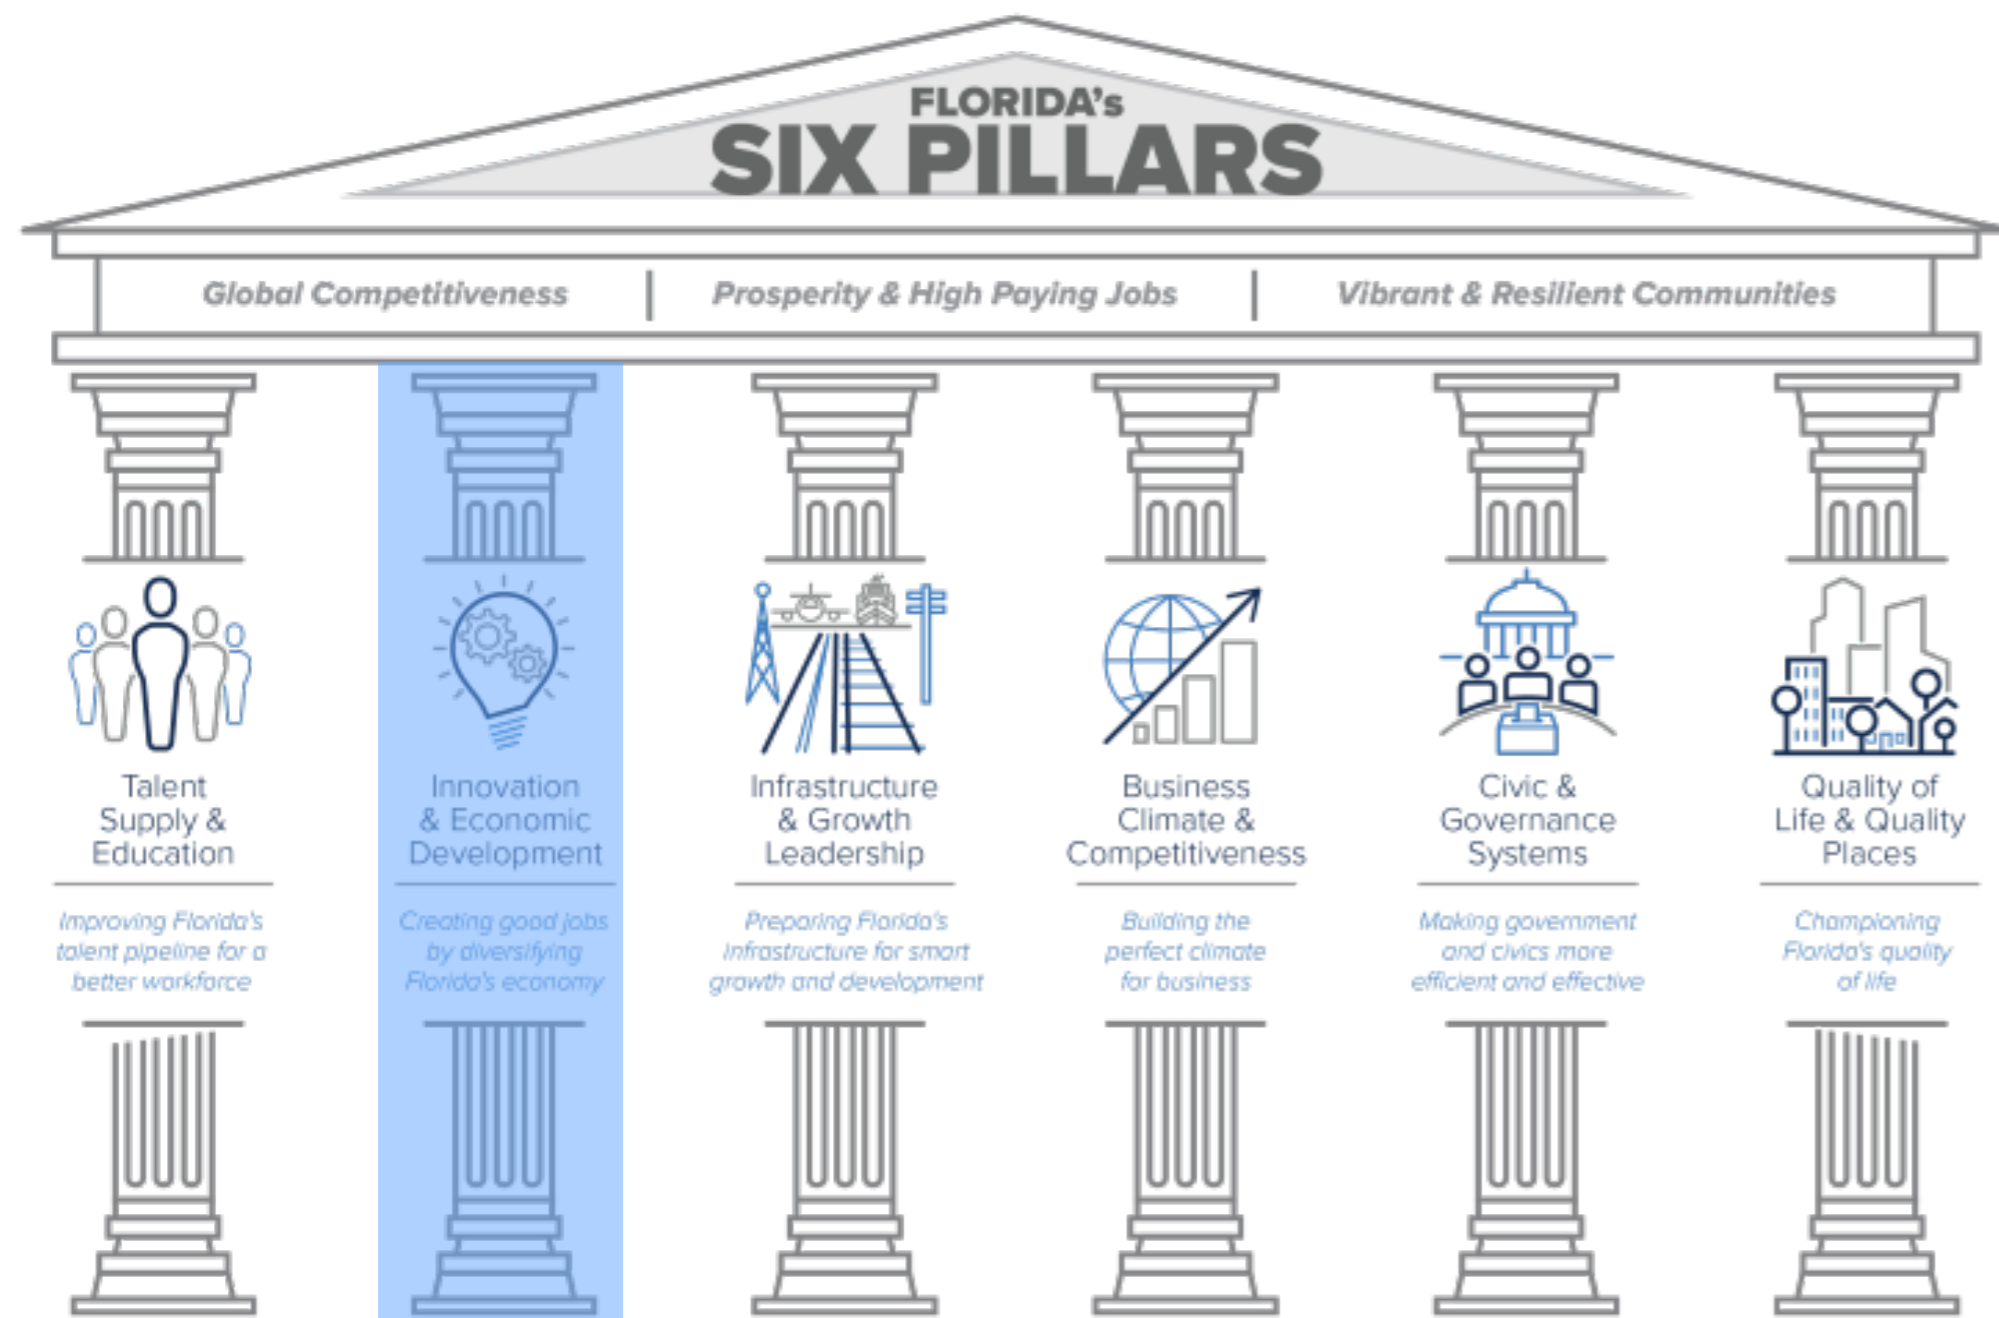 FLORIDA's
SIX PILLARS
Global Competitiveness | Prosperity & High Paying Jobs | Vibrant & Resilient Communities
Talent
Supply &
Education
Improving Florida's
talent pipeline for a
better workforce
Innovation
& Economic
Development
Creating good jobs
by diversifying
Florida's economy
Infrastructure
& Growth
Leadership
Preparing Florida's
infrastructure for smart
growth and development
Business
Climate &
Competitiveness
Building the
perfect climate
for business
Civic &
Governance
Systems
Making government
and civics more
efficient and effective
Quality of
Life & Quality
Places
Championing
Florida's quality
of life